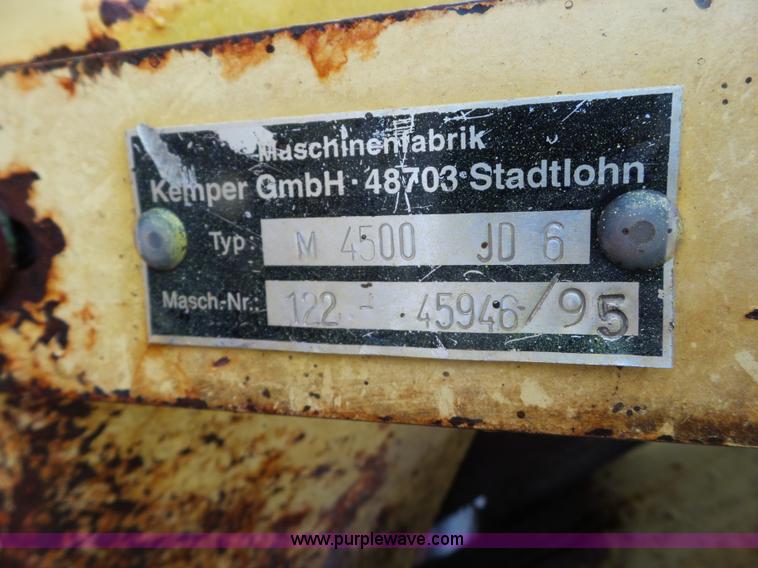 Maschinenfabrik
Kemper GmbH · 48703 · Stadtlohn
Typ: M 4500 JD 6
Masch.-Nr.: 122 - 45946/95
www.purplewave.com